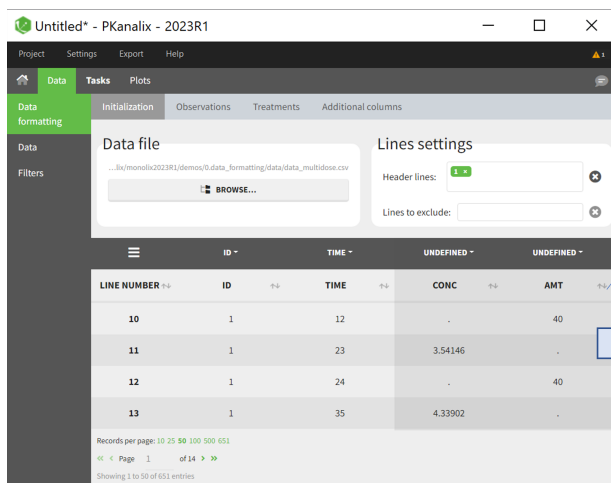 Untitled* - PKanalix - 2023R1
Project Settings Export Help
1
Data Tasks Plots
Data formatting
Data
Filters
Initialization Observations Treatments Additional columns
Data file
...lix/monolix2023R1/demos/0.data_formatting/data/data_multidose.csv
BROWSE...
Lines settings
Header lines: 1 ×
Lines to exclude:
ID TIME UNDEFINED UNDEFINED
LINE NUMBER ID TIME CONC AMT
10 1 12 . 40
11 1 23 3.54146 .
12 1 24 . 40
13 1 35 4.33902 .
Records per page: 10 25 50 100 500 651
« < Page 1 of 14 > »
Showing 1 to 50 of 651 entries